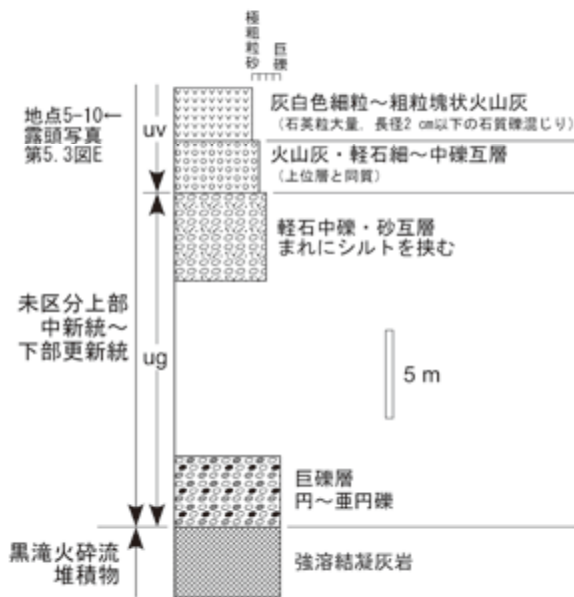 極粗粒砂
巨礫
地点5-10←
露頭写真
第5.3図E
uv
灰白色細粒～粗粒塊状火山灰
（石英粒大量，長径2 cm以下の石質礫混じり）
火山灰・軽石細～中礫互層
（上位層と同質）
軽石中礫・砂互層
まれにシルトを挟む
未区分上部
中新統～
下部更新統
ug
5 m
巨礫層
円～亜円礫
黒滝火砕流
堆積物
強溶結凝灰岩